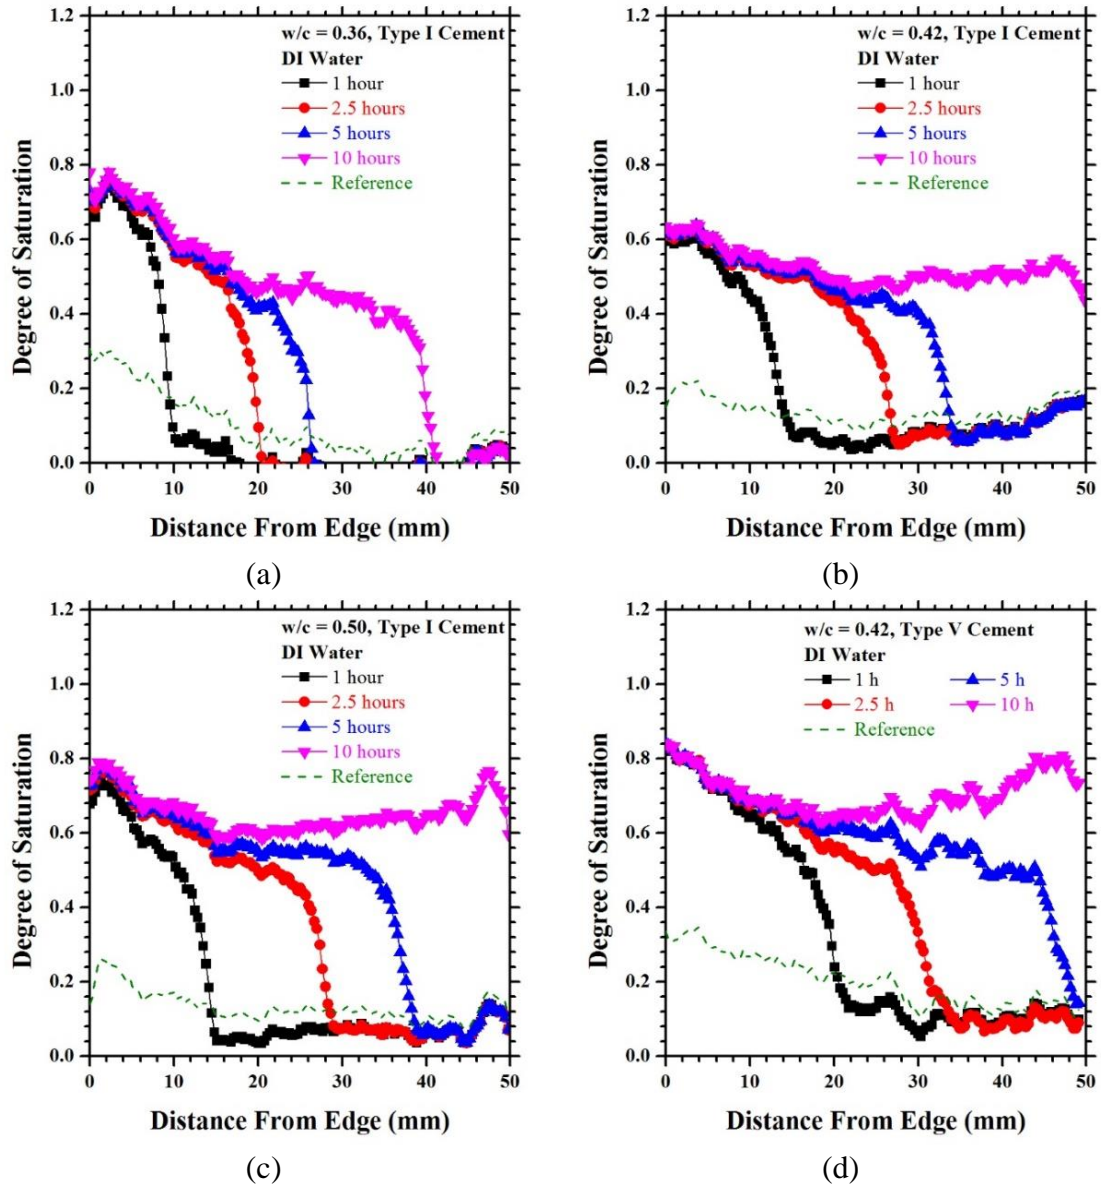 w/c = 0.36, Type I Cement
DI Water
1 hour
2.5 hours
5 hours
10 hours
Reference
1.2
1.0
0.8
0.6
0.4
0.2
0.0
Degree of Saturation
0 10 20 30 40 50
Distance From Edge (mm)
(a)
w/c = 0.42, Type I Cement
DI Water
1 hour
2.5 hours
5 hours
10 hours
Reference
1.2
1.0
0.8
0.6
0.4
0.2
0.0
Degree of Saturation
0 10 20 30 40 50
Distance From Edge (mm)
(b)
w/c = 0.50, Type I Cement
DI Water
1 hour
2.5 hours
5 hours
10 hours
Reference
1.2
1.0
0.8
0.6
0.4
0.2
0.0
Degree of Saturation
0 10 20 30 40 50
Distance From Edge (mm)
(c)
w/c = 0.42, Type V Cement
DI Water
1 h 5 h
2.5 h 10 h
Reference
1.2
1.0
0.8
0.6
0.4
0.2
0.0
Degree of Saturation
0 10 20 30 40 50
Distance From Edge (mm)
(d)